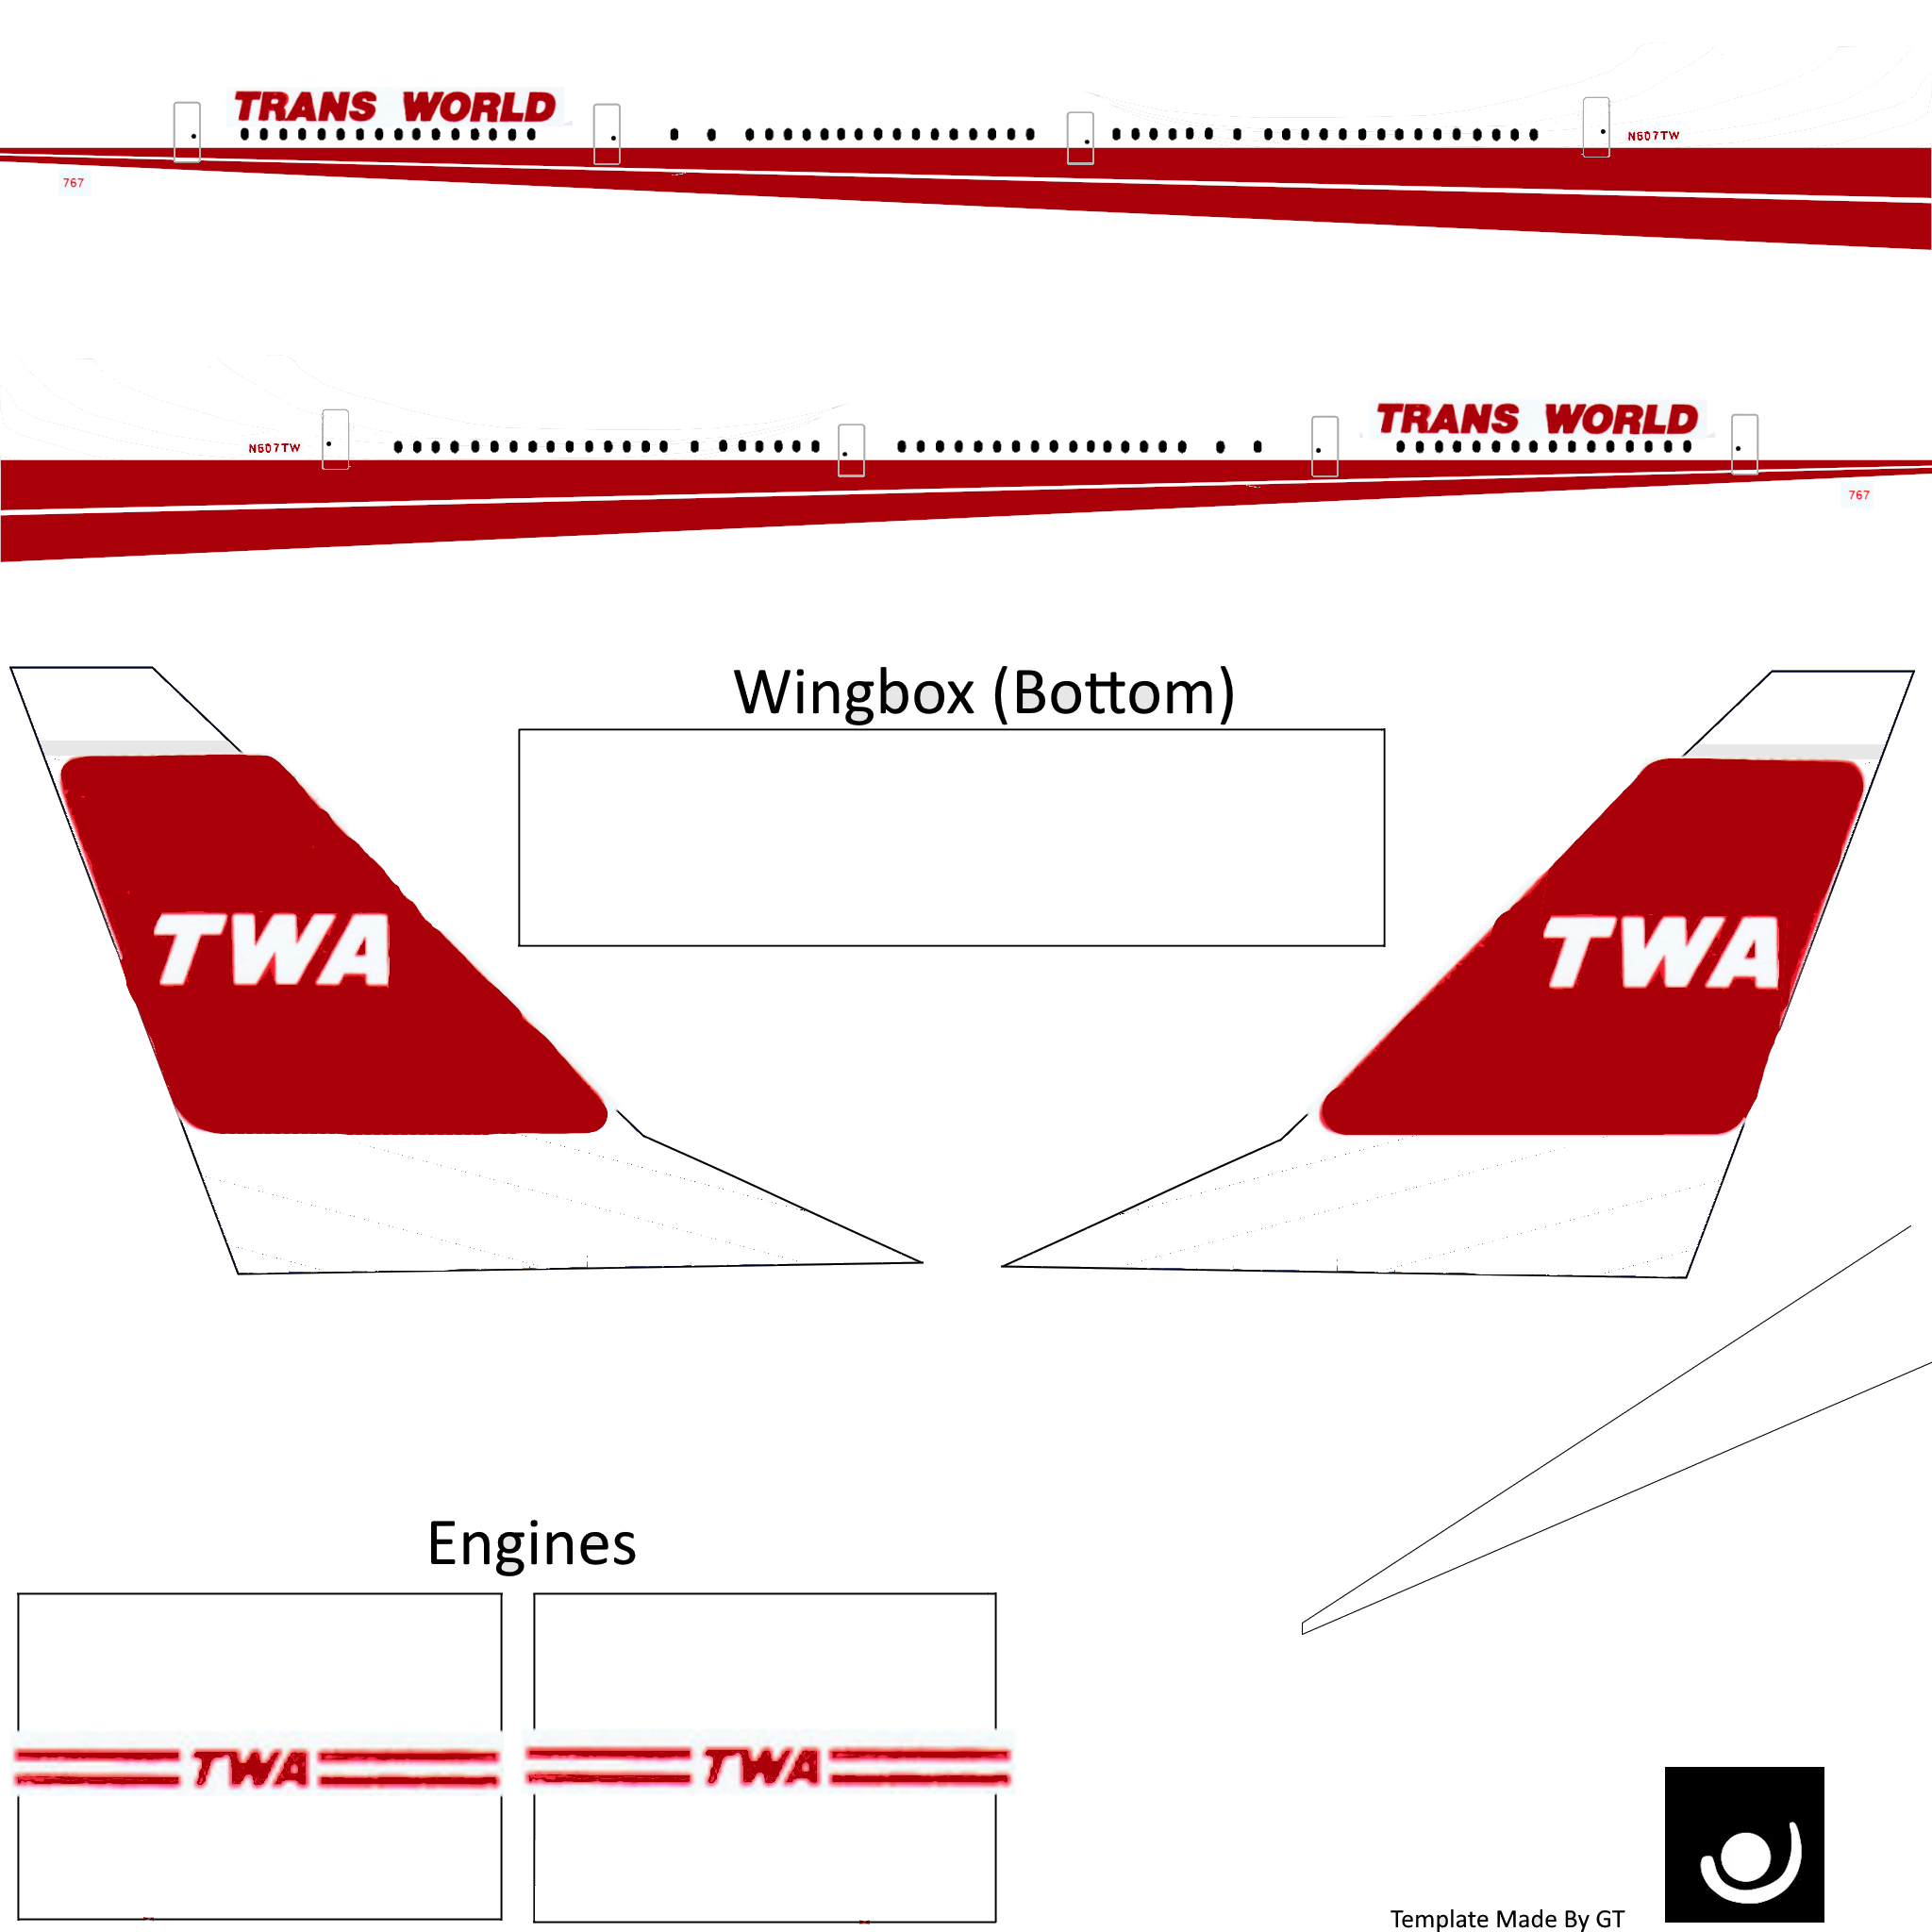 TRANS WORLD
N607TW
767
TRANS WORLD
N607TW
767
Wingbox (Bottom)
TWA
TWA
Engines
TWA
TWA
Template Made By GT